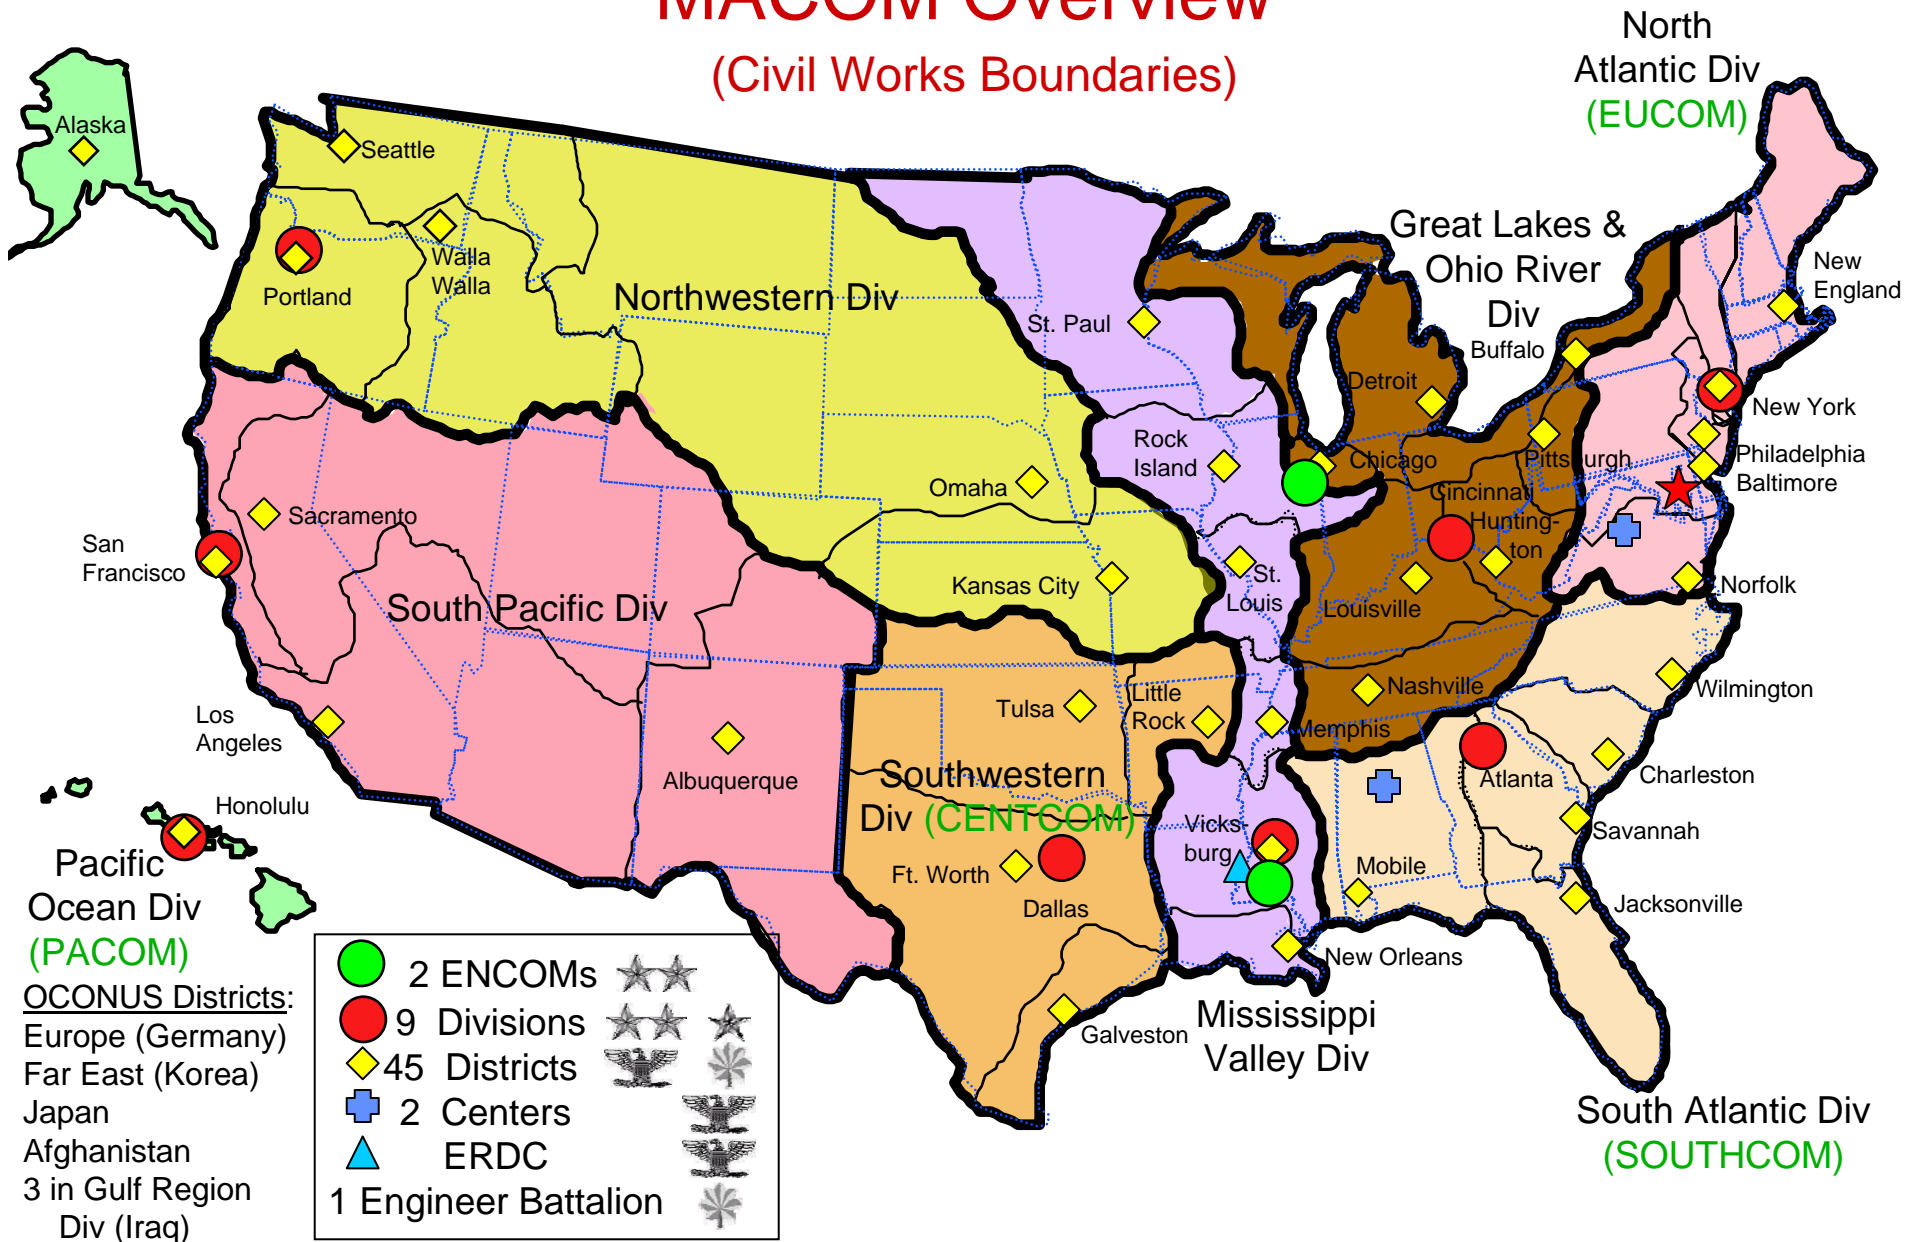 MACOM Overview
(Civil Works Boundaries)
North
Atlantic Div
(EUCOM)
Alaska
Seattle
Walla
Walla
Portland
Northwestern Div
St. Paul
Great Lakes &
Ohio River
Div
Buffalo
New
England
Detroit
New York
Rock
Island
Chicago
Pittsburgh
Philadelphia
Baltimore
Omaha
Cincinnati
Hunting-
ton
Sacramento
San
Francisco
Kansas City
St.
Louis
Louisville
Norfolk
South Pacific Div
Tulsa
Little
Rock
Nashville
Wilmington
Los
Angeles
Memphis
Albuquerque
Southwestern
Div (CENTCOM)
Atlanta
Charleston
Honolulu
Vicks-
burg
Savannah
Mobile
Ft. Worth
Dallas
Jacksonville
Pacific
Ocean Div
(PACOM)
New Orleans
Galveston
Mississippi
Valley Div
South Atlantic Div
(SOUTHCOM)
OCONUS Districts:
Europe (Germany)
Far East (Korea)
Japan
Afghanistan
3 in Gulf Region
Div (Iraq)
2 ENCOMs
9 Divisions
45 Districts
2 Centers
ERDC
1 Engineer Battalion